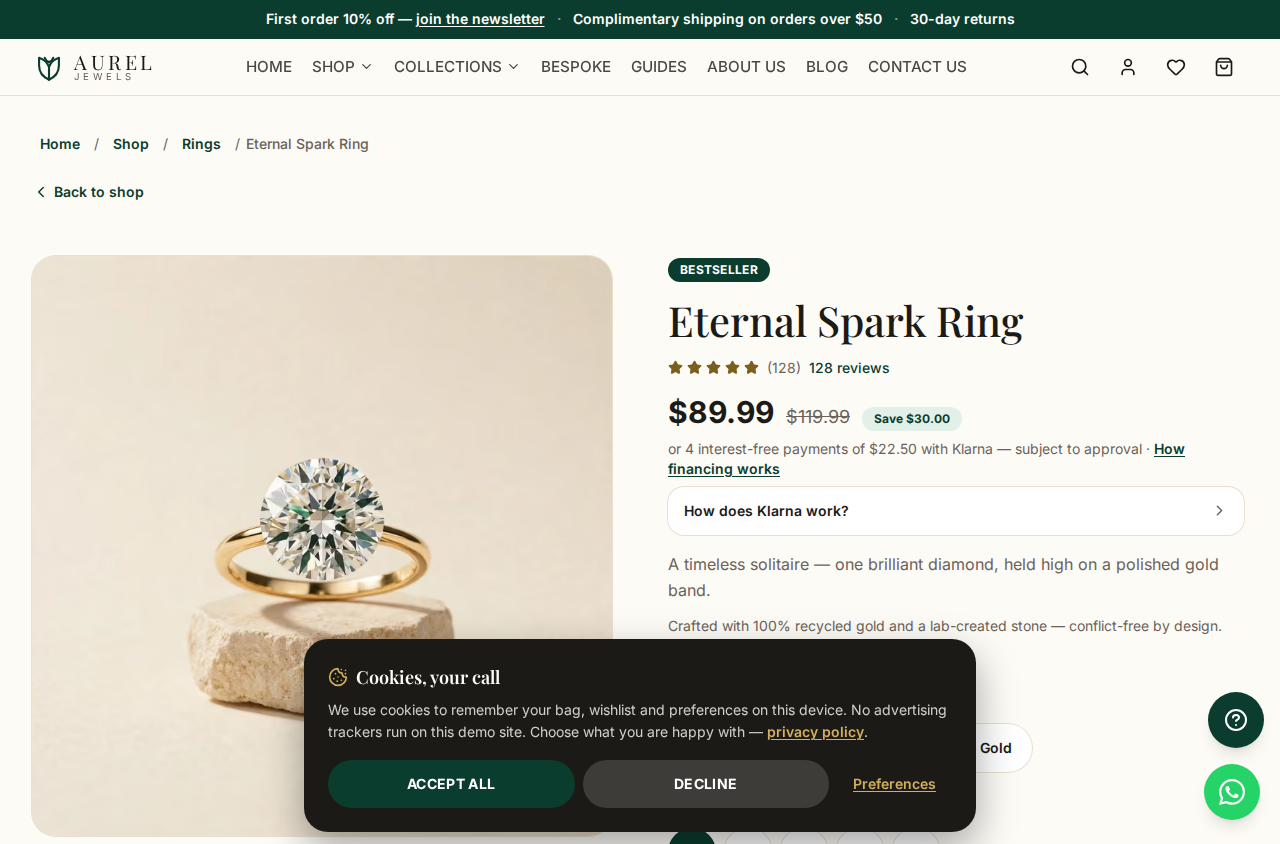 First order 10% off — join the newsletter · Complimentary shipping on orders over $50 · 30-day returns
AUREL
JEWELS
HOME SHOP COLLECTIONS BESPOKE GUIDES ABOUT US BLOG CONTACT US
Home / Shop / Rings / Eternal Spark Ring
Back to shop
BESTSELLER
Eternal Spark Ring
(128) 128 reviews
$89.99 $119.99 Save $30.00
or 4 interest-free payments of $22.50 with Klarna — subject to approval · How
financing works
How does Klarna work?
A timeless solitaire — one brilliant diamond, held high on a polished gold
band.
Crafted with 100% recycled gold and a lab-created stone — conflict-free by design.
Gold
Cookies, your call
We use cookies to remember your bag, wishlist and preferences on this device. No advertising
trackers run on this demo site. Choose what you are happy with — privacy policy.
ACCEPT ALL DECLINE Preferences